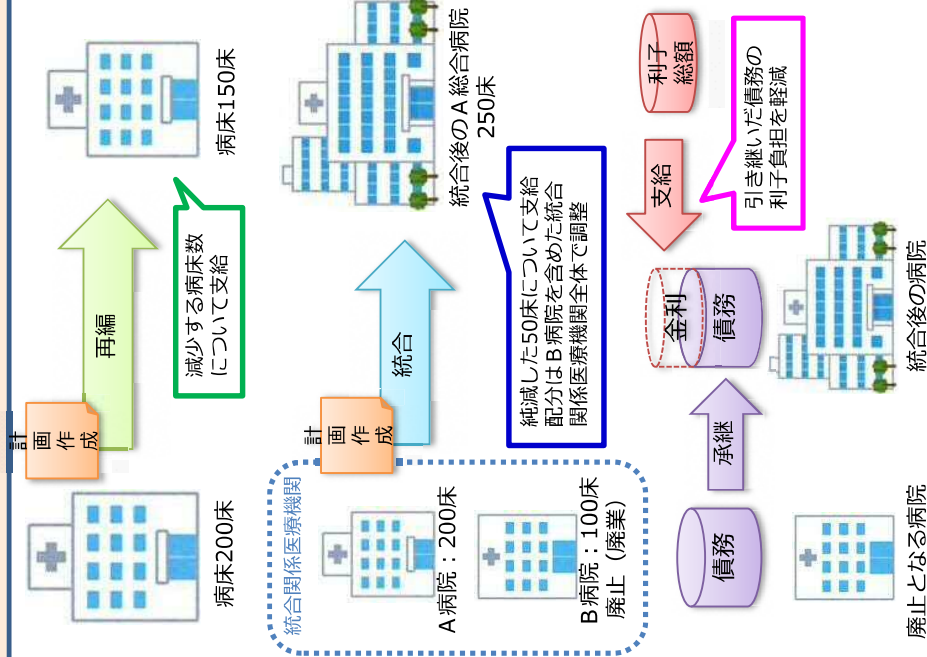 計
画
作
成
再編
病床200床
病床150床
減少する病床数
について支給
統合関係医療機関
計
画
作
成
統合
A病院：200床
B病院：100床
廃止（廃業）
統合後のA総合病院
250床
純減した50床について支給
配分はB病院を含めた統合
関係医療機関全体で調整
債務
承継
金利
債務
支給
利子
総額
引き継いだ債務の
利子負担を軽減
廃止となる病院
統合後の病院